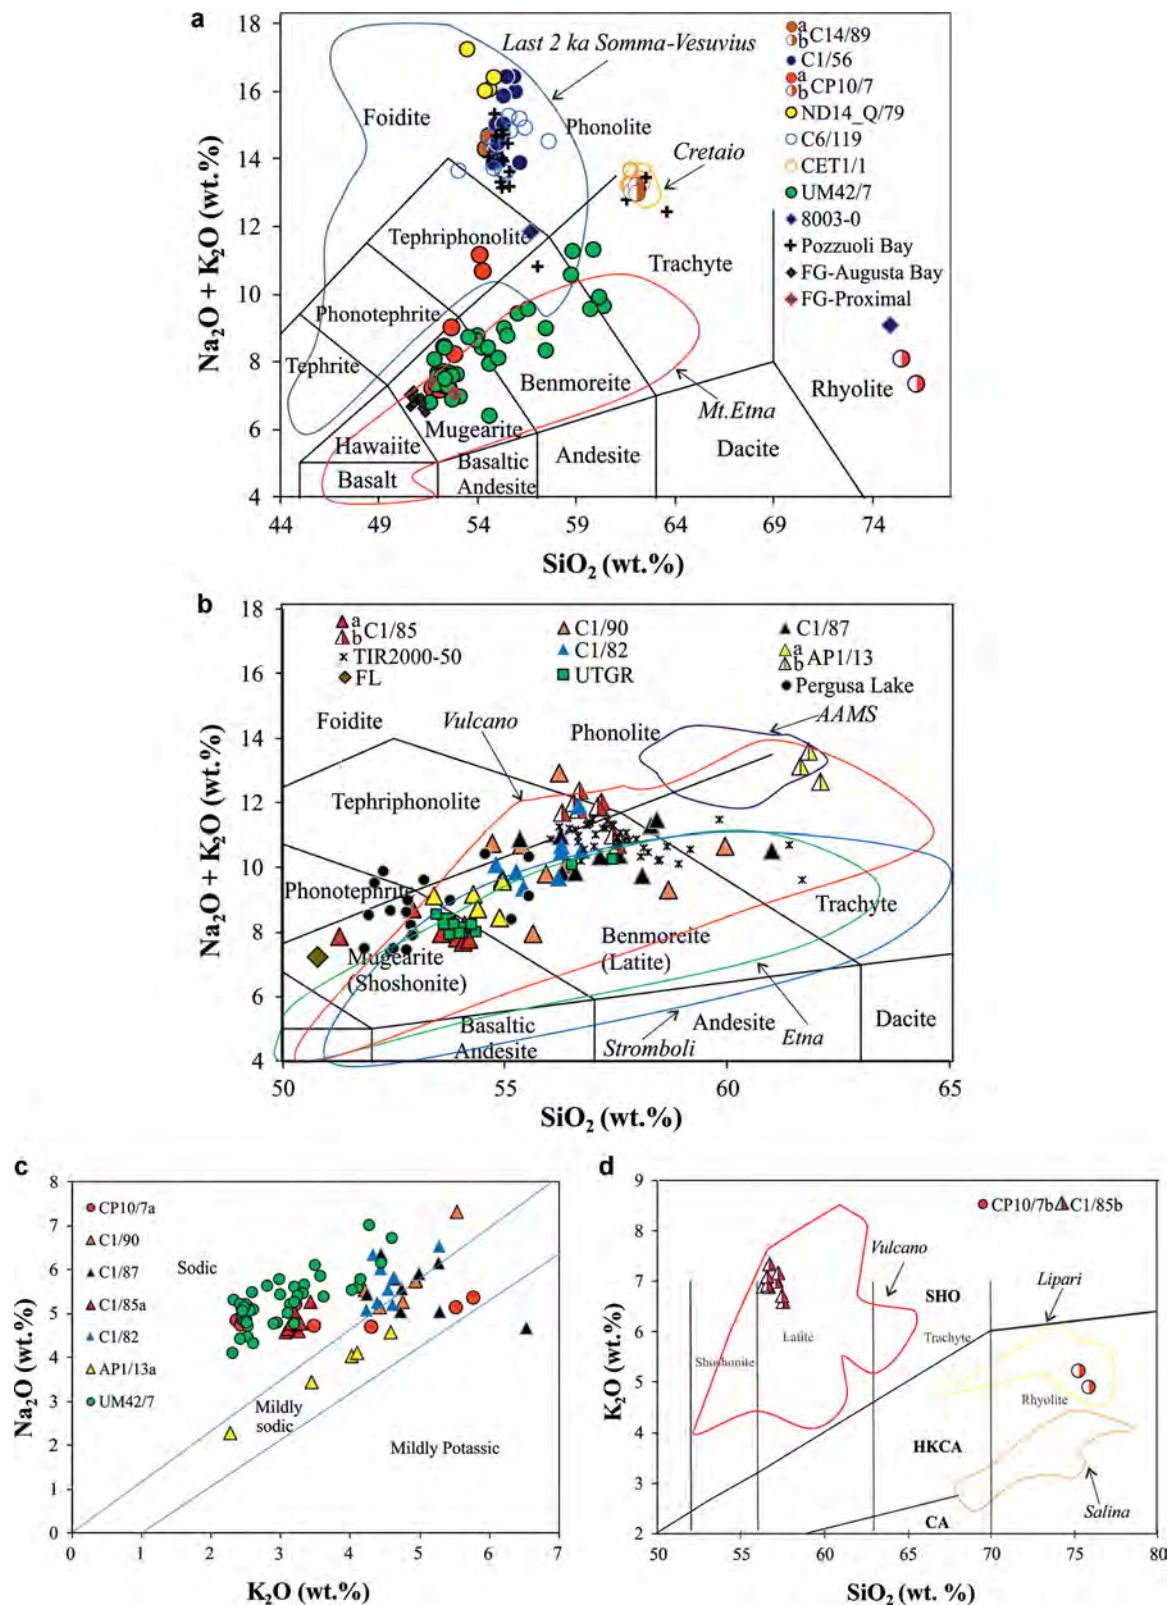 a
18
16
14
12
10
8
6
4
Na2O + K2O (wt.%)
44
49
54
59
64
69
74
SiO2 (wt.%)
Last 2 ka Somma-Vesuvius
Foidite
Phonolite
Cretaio
Tephriphonolite
Trachyte
Phonotephrite
Tephrite
Benmoreite
Rhyolite
Mt.Etna
Mugearite
Hawaiite
Basalt
Basaltic
Andesite
Andesite
Dacite
a
b C14/89
C1/56
a
b CP10/7
ND14_Q/79
C6/119
CET1/1
UM42/7
8003-0
Pozzuoli Bay
FG-Augusta Bay
FG-Proximal
b
18
16
14
12
10
8
6
4
Na2O + K2O (wt.%)
50
55
60
65
SiO2 (wt.%)
a
b C1/85
TIR2000-50
FL
C1/90
C1/82
UTGR
C1/87
a
b AP1/13
Pergusa Lake
AAMS
Foidite
Vulcano
Phonolite
Tephriphonolite
Phonotephrite
Trachyte
Mugearite
(Shoshonite)
Benmoreite
(Latite)
Basaltic
Andesite
Stromboli
Andesite
Etna
Dacite
c
8
7
6
5
4
3
2
1
0
Na2O (wt.%)
0
1
2
3
4
5
6
7
K2O (wt.%)
CP10/7a
C1/90
C1/87
C1/85a
C1/82
AP1/13a
UM42/7
Sodic
Mildly
sodic
Mildly Potassic
d
9
8
7
6
5
4
3
2
K2O (wt.%)
50
55
60
65
70
75
80
SiO2 (wt. %)
CP10/7b
C1/85b
Vulcano
Lipari
SHO
Shoshonite
Latite
Trachyte
Rhyolite
HKCA
CA
Salina